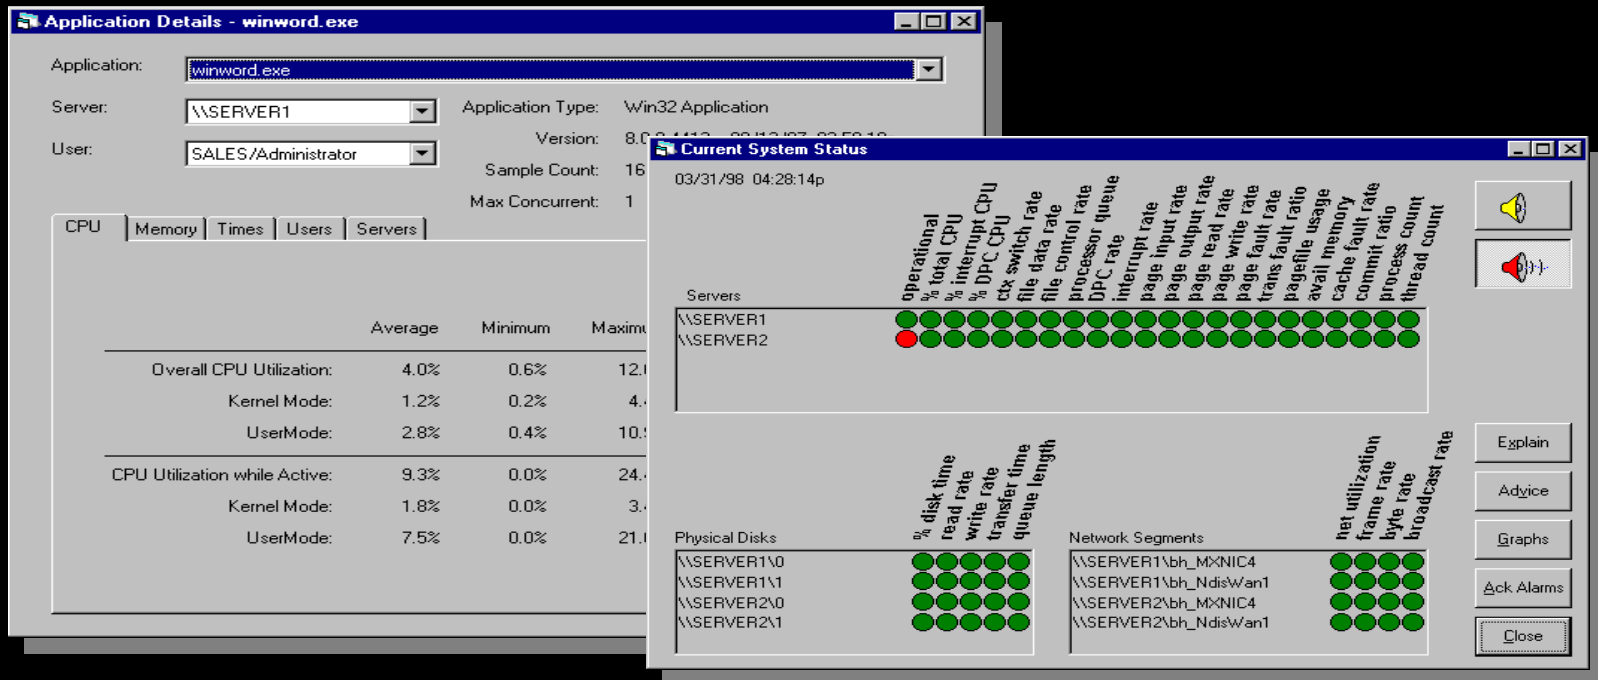 Application Details - winword.exe
Application: winword.exe
Server: \\SERVER1
User: SALES/Administrator
Application Type: Win32 Application
Version:
Sample Count: 16
Max Concurrent: 1
CPU Memory Times Users Servers
Average Minimum
Overall CPU Utilization: 4.0% 0.6%
Kernel Mode: 1.2% 0.2%
UserMode: 2.8% 0.4%
CPU Utilization while Active: 9.3% 0.0%
Kernel Mode: 1.8% 0.0%
UserMode: 7.5% 0.0%
Current System Status
03/31/98 04:28:14p
operational
% total CPU
% interrupt CPU
% DPC CPU
ctx switch rate
file data rate
file control rate
processor queue
DPC rate
interrupt rate
page input rate
page output rate
page read rate
page write rate
page fault rate
trans fault ratio
pagefile usage
avail memory
cache fault rate
commit ratio
process count
thread count
Servers
\\SERVER1
\\SERVER2
% disk time
read rate
write rate
transfer time
queue length
Physical Disks
\\SERVER1\0
\\SERVER1\1
\\SERVER2\0
\\SERVER2\1
net utilization
frame rate
byte rate
broadcast rate
Network Segments
\\SERVER1\bh_MXNIC4
\\SERVER1\bh_NdisWan1
\\SERVER2\bh_MXNIC4
\\SERVER2\bh_NdisWan1
Explain
Advice
Graphs
Ack Alarms
Close